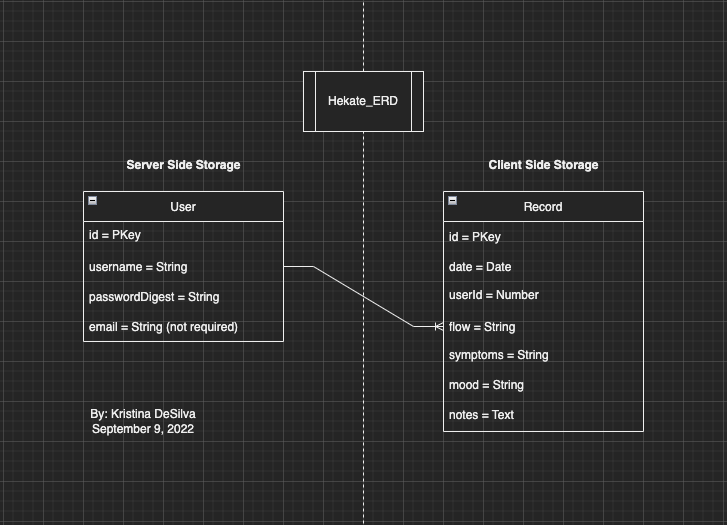 Hekate_ERD
Server Side Storage
Client Side Storage
User
id = PKey
username = String
passwordDigest = String
email = String (not required)
Record
id = PKey
date = Date
userId = Number
flow = String
symptoms = String
mood = String
notes = Text
By: Kristina DeSilva
September 9, 2022